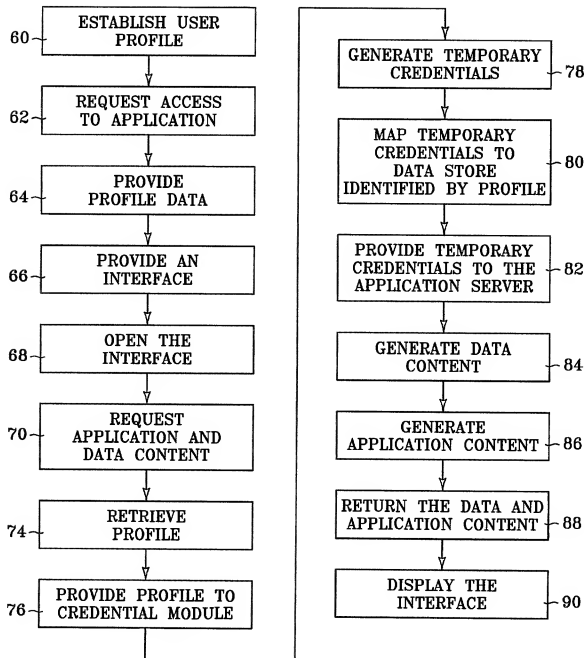 60
ESTABLISH USER
PROFILE
62
REQUEST ACCESS
TO APPLICATION
64
PROVIDE
PROFILE DATA
66
PROVIDE AN
INTERFACE
68
OPEN THE
INTERFACE
70
REQUEST
APPLICATION AND
DATA CONTENT
74
RETRIEVE
PROFILE
76
PROVIDE PROFILE TO
CREDENTIAL MODULE
GENERATE TEMPORARY
CREDENTIALS
78
MAP TEMPORARY
CREDENTIALS TO
DATA STORE
IDENTIFIED BY PROFILE
80
PROVIDE TEMPORARY
CREDENTIALS TO THE
APPLICATION SERVER
82
GENERATE DATA
CONTENT
84
GENERATE
APPLICATION CONTENT
86
RETURN THE DATA AND
APPLICATION CONTENT
88
DISPLAY THE
INTERFACE
90